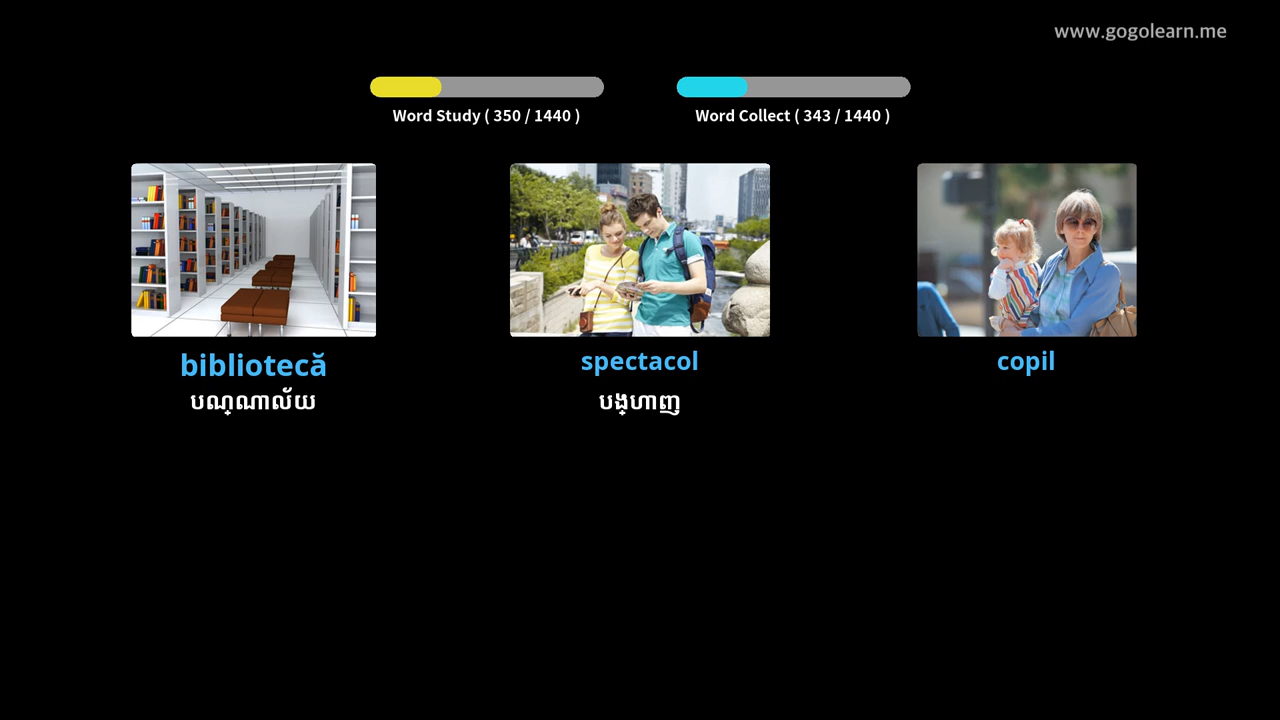 www.gogolearn.me
Word Study ( 350 / 1440 )
Word Collect ( 343 / 1440 )
bibliotecă
spectacol
copil
បណ្ណាល័យ
បង្ហាញ